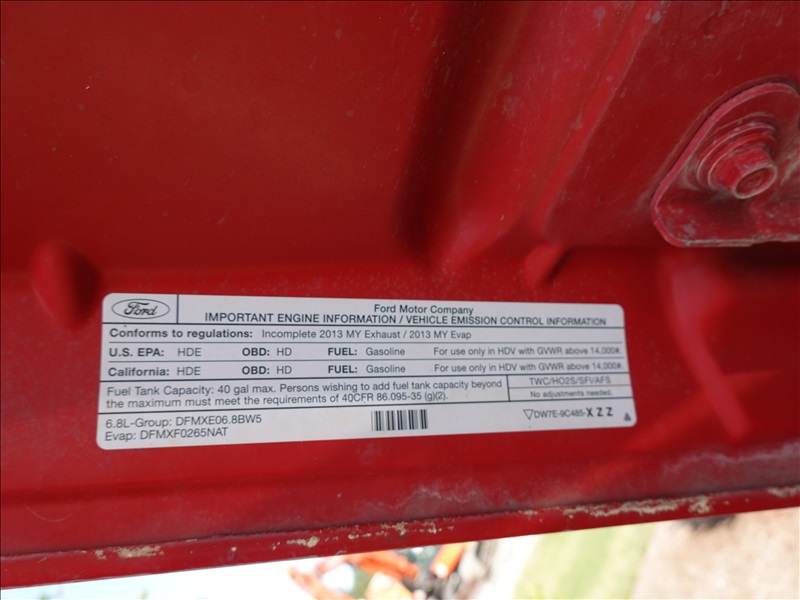 Ford
Ford Motor Company
IMPORTANT ENGINE INFORMATION / VEHICLE EMISSION CONTROL INFORMATION
Conforms to regulations: Incomplete 2013 MY Exhaust / 2013 MY Evap
U.S. EPA: HDE OBD: HD FUEL: Gasoline For use only in HDV with GVWR above 14,000#.
California: HDE OBD: HD FUEL: Gasoline For use only in HDV with GVWR above 14,000#.
Fuel Tank Capacity: 40 gal max. Persons wishing to add fuel tank capacity beyond
the maximum must meet the requirements of 40CFR 86.095-35 (g)(2).
TWC/HO2S/SFI/AFS
No adjustments needed.
6.8L-Group: DFMXE06.8BW5
Evap: DFMXF0265NAT
▽DW7E-9C485-XZZ ▲